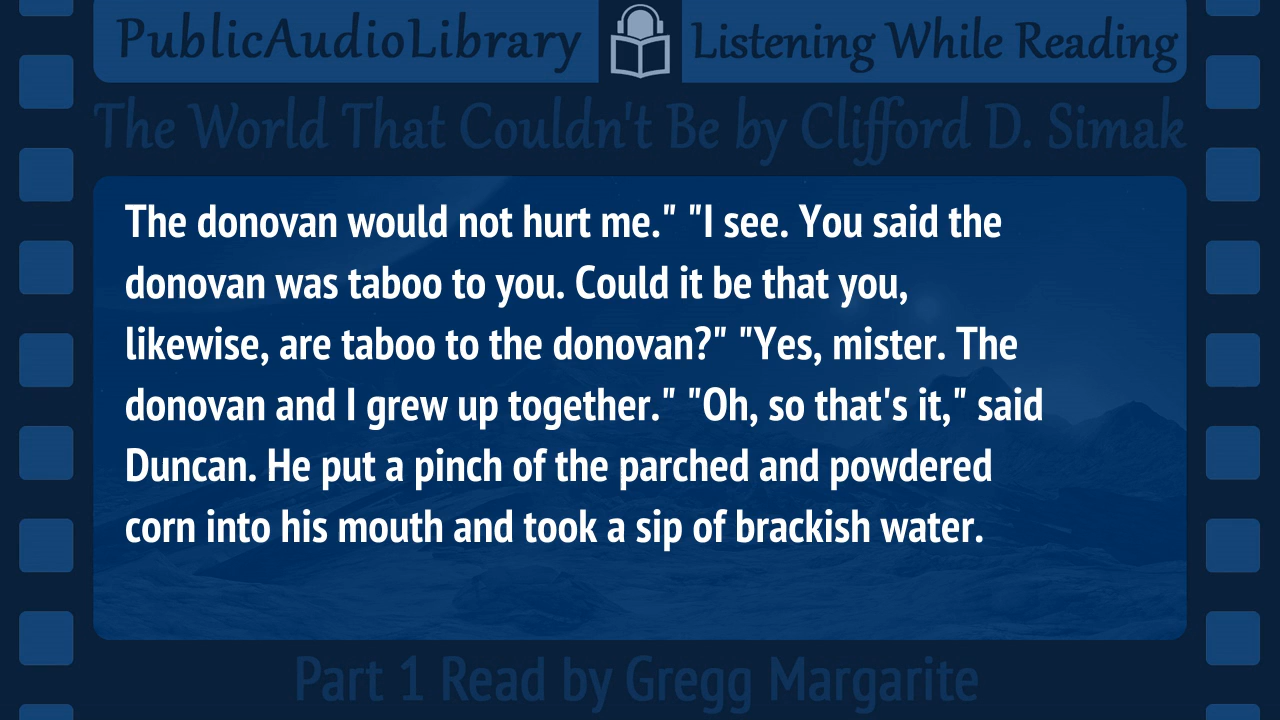 PublicAudioLibrary Listening While Reading
The World That Couldn't Be by Clifford D. Simak
The donovan would not hurt me." "I see. You said the
donovan was taboo to you. Could it be that you,
likewise, are taboo to the donovan?" "Yes, mister. The
donovan and I grew up together." "Oh, so that's it," said
Duncan. He put a pinch of the parched and powdered
corn into his mouth and took a sip of brackish water.
Part 1 Read by Gregg Margarite